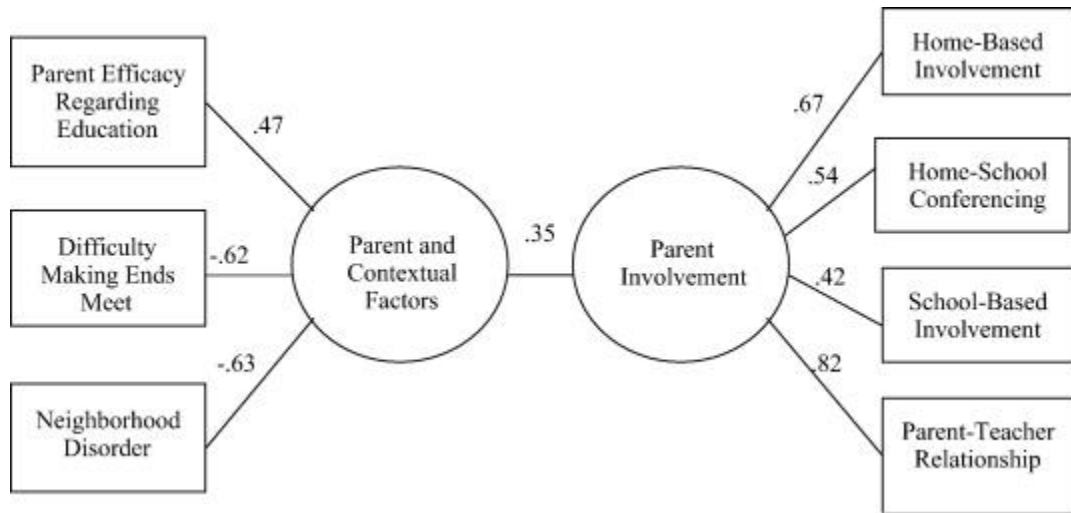 Parent Efficacy
Regarding
Education
.47
Difficulty
Making Ends
Meet
-.62
Neighborhood
Disorder
-.63
Parent and
Contextual
Factors
.35
Parent
Involvement
.67
Home-Based
Involvement
.54
Home-School
Conferencing
.42
School-Based
Involvement
.82
Parent-Teacher
Relationship